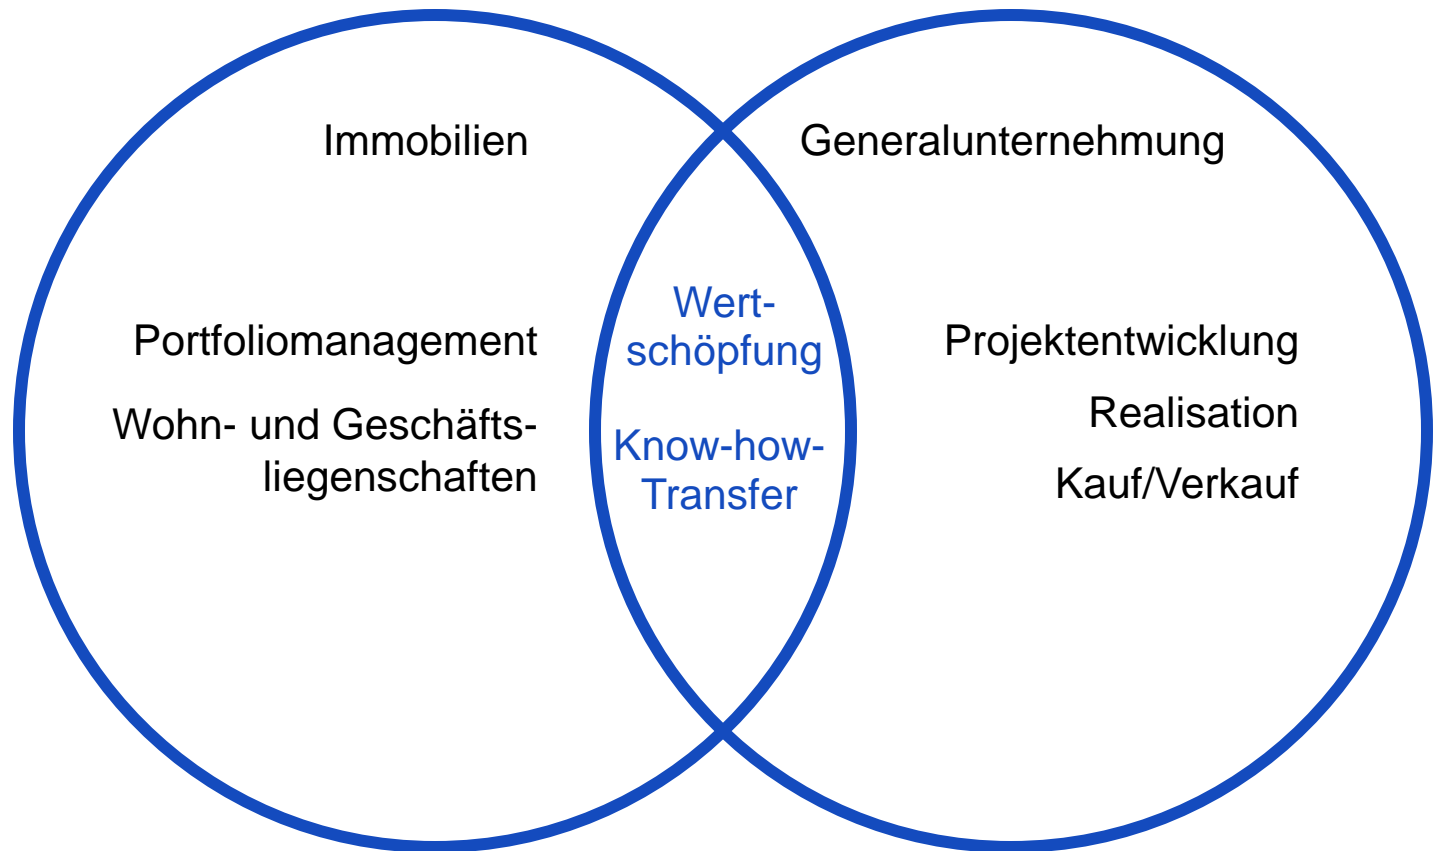 Immobilien
Generalunternehmung
Portfoliomanagement
Wohn- und Geschäfts-
liegenschaften
Wert-
schöpfung
Know-how-
Transfer
Projektentwicklung
Realisation
Kauf/Verkauf